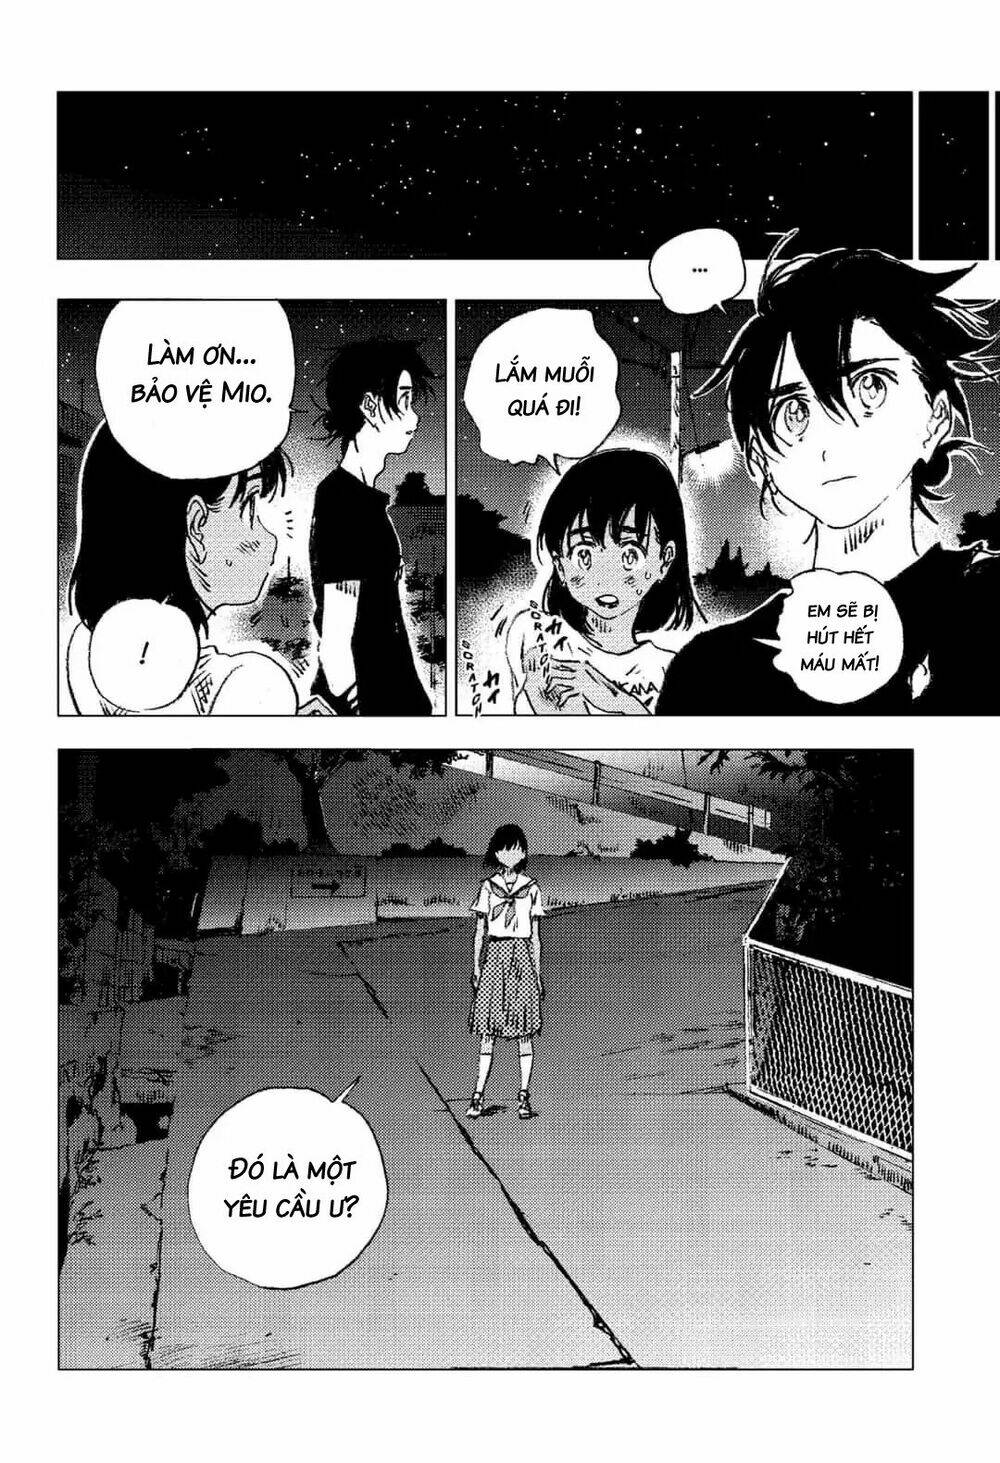 ...
LẮM MUỖI
QUÁ ĐI!
EM SẼ BỊ
HÚT HẾT
MÁU MẤT!
SCRATCH
SCRATCH
KANA
LÀM ƠN...
BẢO VỆ MIO.
!
ĐÓ LÀ MỘT
YÊU CẦU Ư?